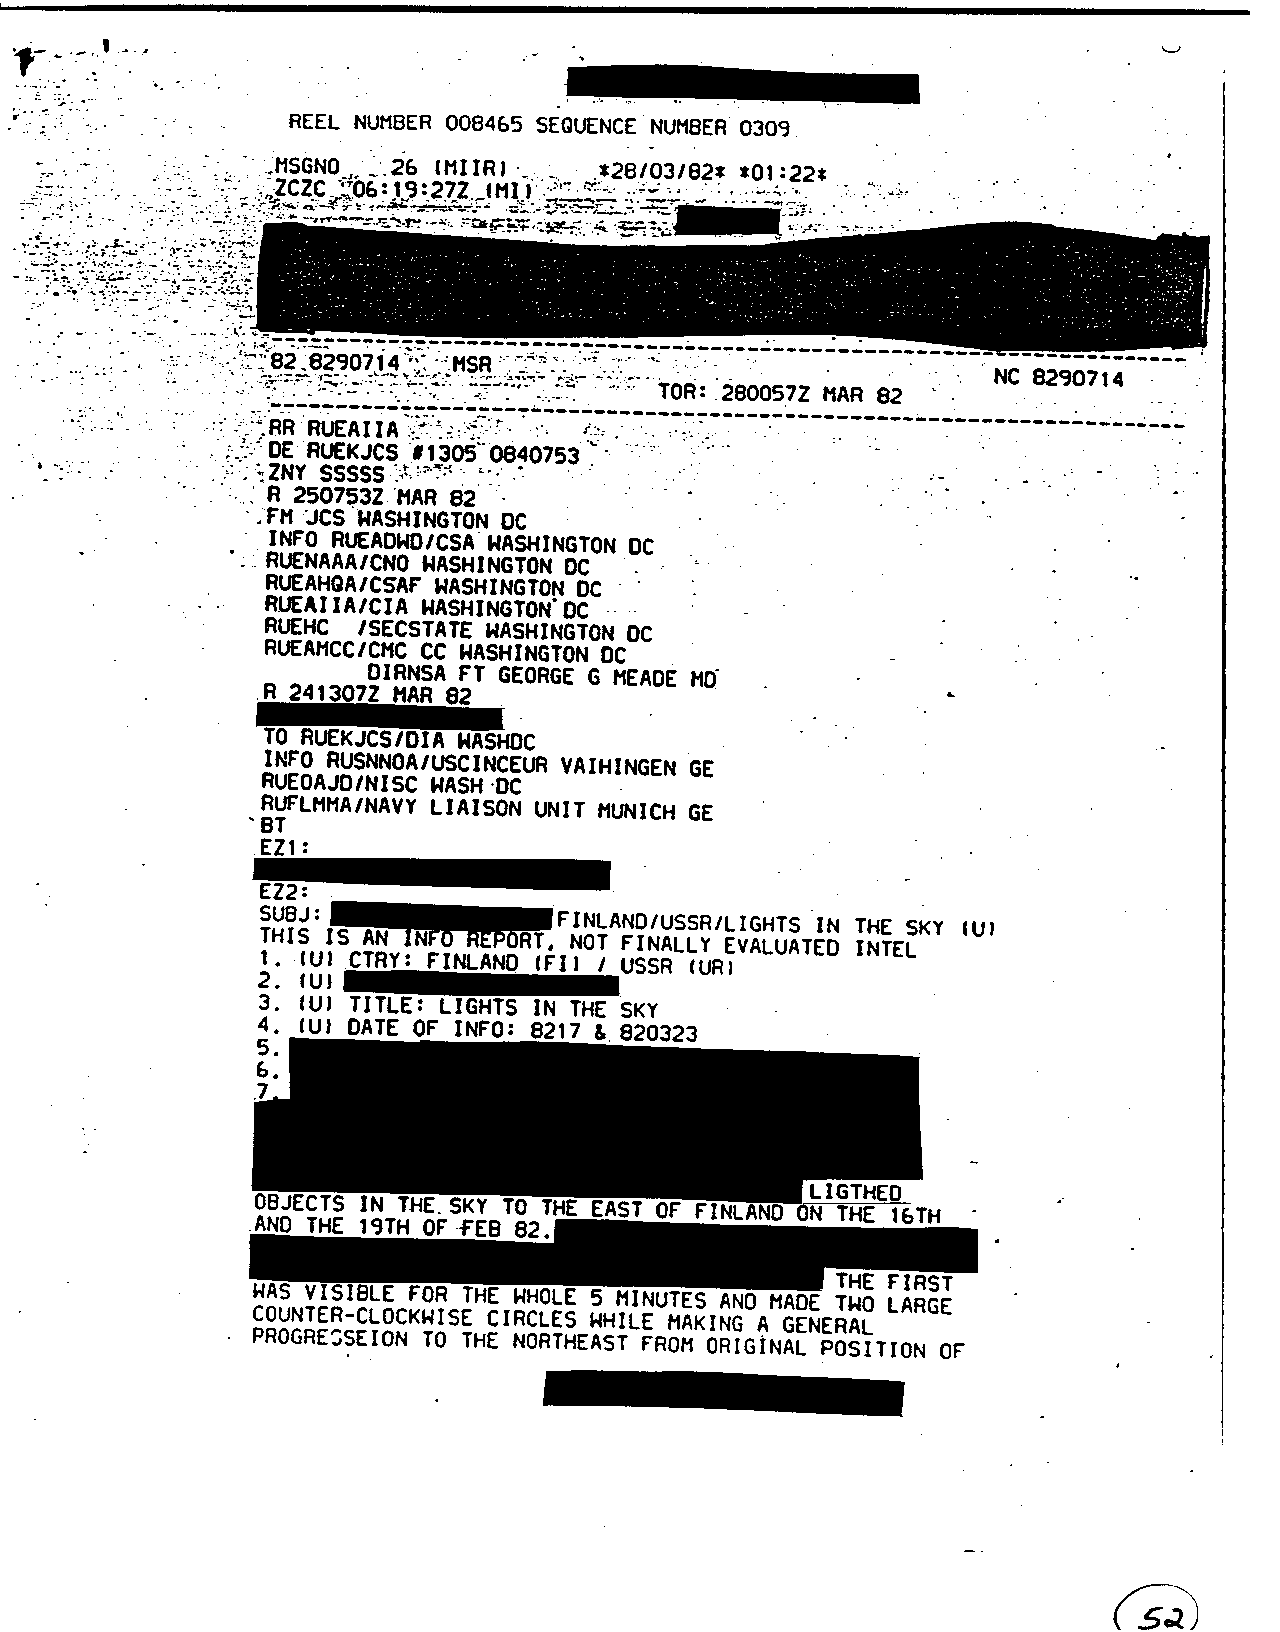 REEL NUMBER 008465 SEQUENCE NUMBER 0309
MSGNO 26 (MIIR) *28/03/82* *01:22*
ZCZC 06:19:27Z (MI)
82 8290714 MSR
NC 8290714
TOR: 280057Z MAR 82
RR RUEAIIA
DE RUEKJCS #1305 0840753
ZNY SSSSS
R 250753Z MAR 82
FM JCS WASHINGTON DC
INFO RUEADWD/CSA WASHINGTON DC
RUENAAA/CNO WASHINGTON DC
RUEAHQA/CSAF WASHINGTON DC
RUEAIIA/CIA WASHINGTON DC
RUEHC /SECSTATE WASHINGTON DC
RUEAMCC/CMC CC WASHINGTON DC
DIRNSA FT GEORGE G MEADE MD
R 241307Z MAR 82
TO RUEKJCS/DIA WASHDC
INFO RUSNNOA/USCINCEUR VAIHINGEN GE
RUEOAJD/NISC WASH DC
RUFLMMA/NAVY LIAISON UNIT MUNICH GE
BT
EZ1:
EZ2:
SUBJ: FINLAND/USSR/LIGHTS IN THE SKY (U)
THIS IS AN INFO REPORT, NOT FINALLY EVALUATED INTEL
1. (U) CTRY: FINLAND (FI) / USSR (UR)
2. (U)
3. (U) TITLE: LIGHTS IN THE SKY
4. (U) DATE OF INFO: 8217 & 820323
5.
6.
7.
LIGTHED
OBJECTS IN THE SKY TO THE EAST OF FINLAND ON THE 16TH
AND THE 19TH OF FEB 82.
THE FIRST
WAS VISIBLE FOR THE WHOLE 5 MINUTES AND MADE TWO LARGE
COUNTER-CLOCKWISE CIRCLES WHILE MAKING A GENERAL
PROGRESSEION TO THE NORTHEAST FROM ORIGINAL POSITION OF
52